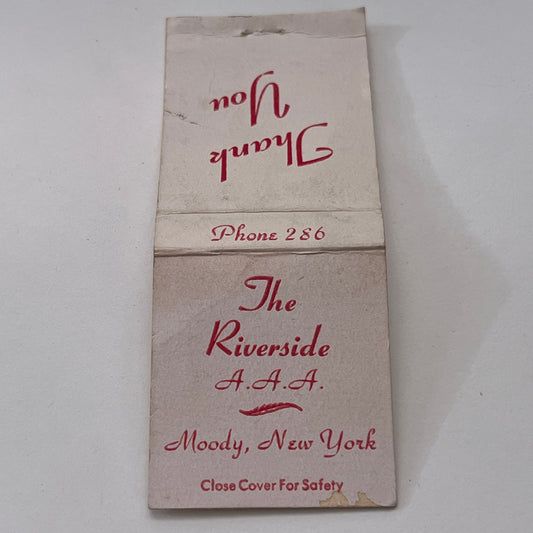 Thank
You
Phone 286
The
Riverside
A.A.A.
Moody, New York
Close Cover For Safety